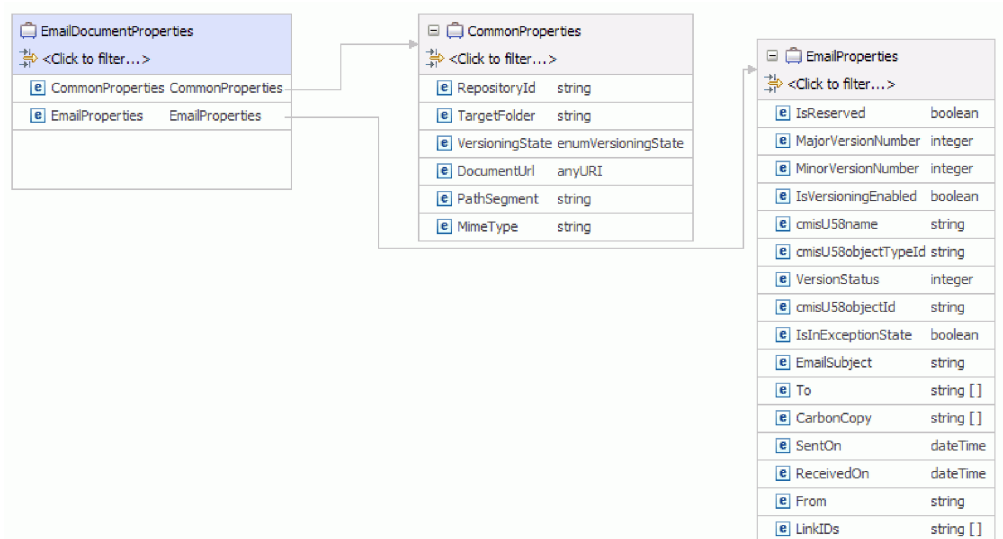 EmailDocumentProperties
<Click to filter...>
CommonProperties CommonProperties
EmailProperties EmailProperties
CommonProperties
<Click to filter...>
RepositoryId string
TargetFolder string
VersioningState enumVersioningState
DocumentUrl anyURI
PathSegment string
MimeType string
EmailProperties
<Click to filter...>
IsReserved boolean
MajorVersionNumber integer
MinorVersionNumber integer
IsVersioningEnabled boolean
cmisU58name string
cmisU58objectTypeId string
VersionStatus integer
cmisU58objectId string
IsInExceptionState boolean
EmailSubject string
To string []
CarbonCopy string []
SentOn dateTime
ReceivedOn dateTime
From string
LinkIDs string []